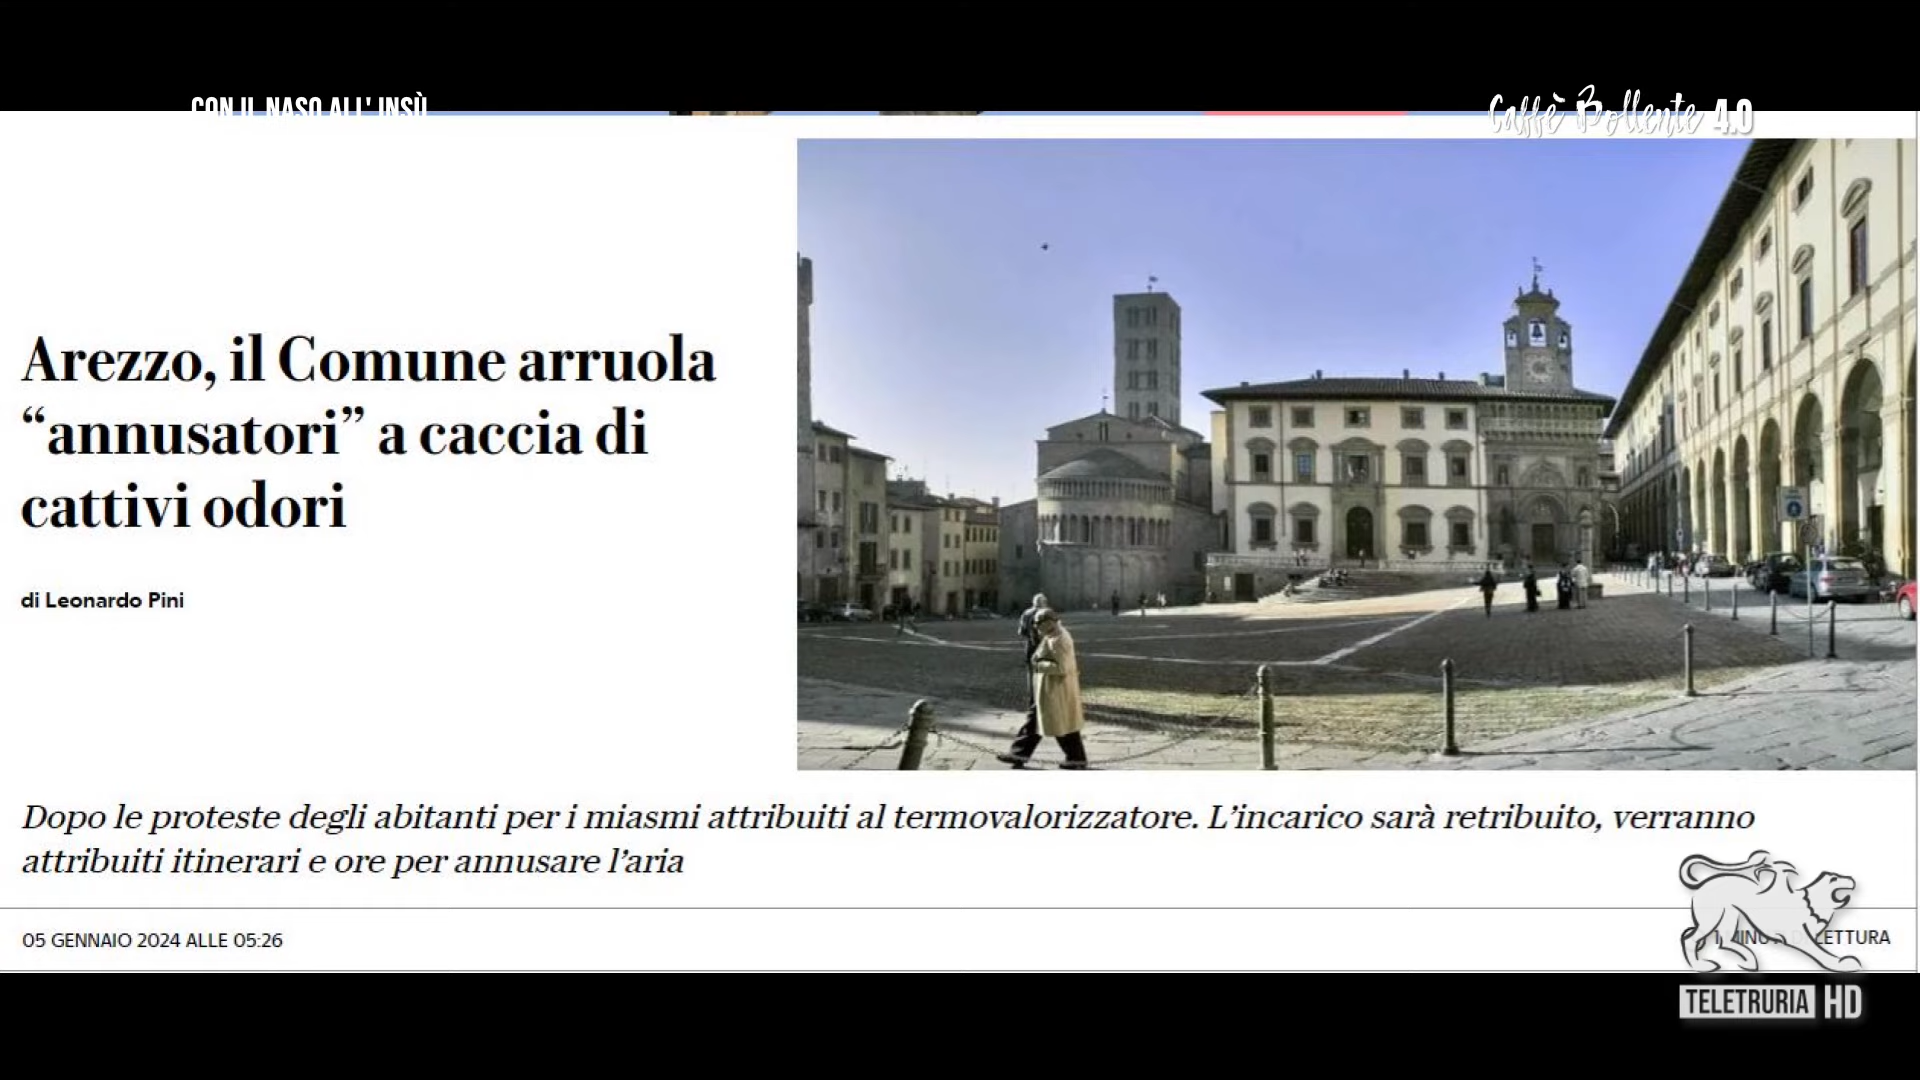 CON IL NASO ALL' INSÙ
Caffè Bollente 4.0
Arezzo, il Comune arruola
“annusatori” a caccia di
cattivi odori
di Leonardo Pini
Dopo le proteste degli abitanti per i miasmi attribuiti al termovalorizzatore. L’incarico sarà retribuito, verranno
attribuiti itinerari e ore per annusare l’aria
05 GENNAIO 2024 ALLE 05:26
LETTURA
TELETRURIA HD